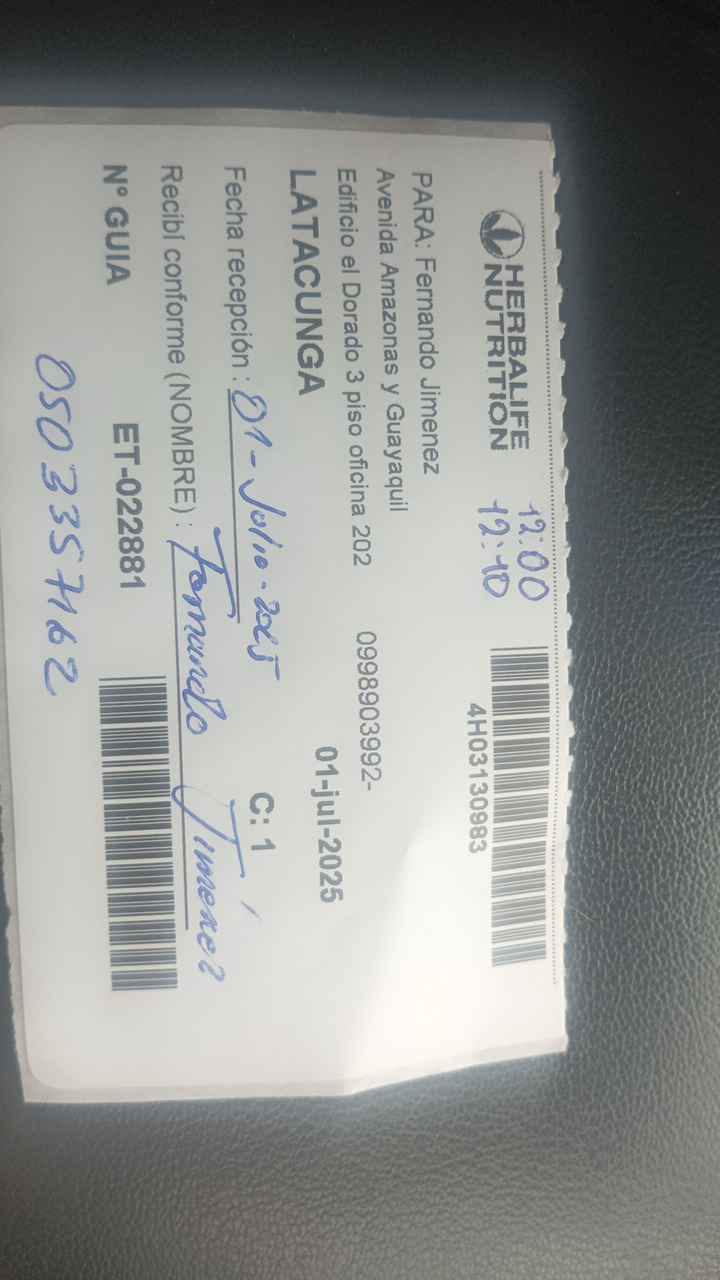 HERBALIFE
NUTRITION
12:00
12:10
4H03130983
PARA: Fernando Jimenez
Avenida Amazonas y Guayaquil
Edificio el Dorado 3 piso oficina 202
0998903992-
LATACUNGA
01-jul-2025
Fecha recepción : 01-Julio-2025
C: 1
Recibí conforme (NOMBRE) : Fernando Jiménez
N° GUIA
ET-022881
0503357162